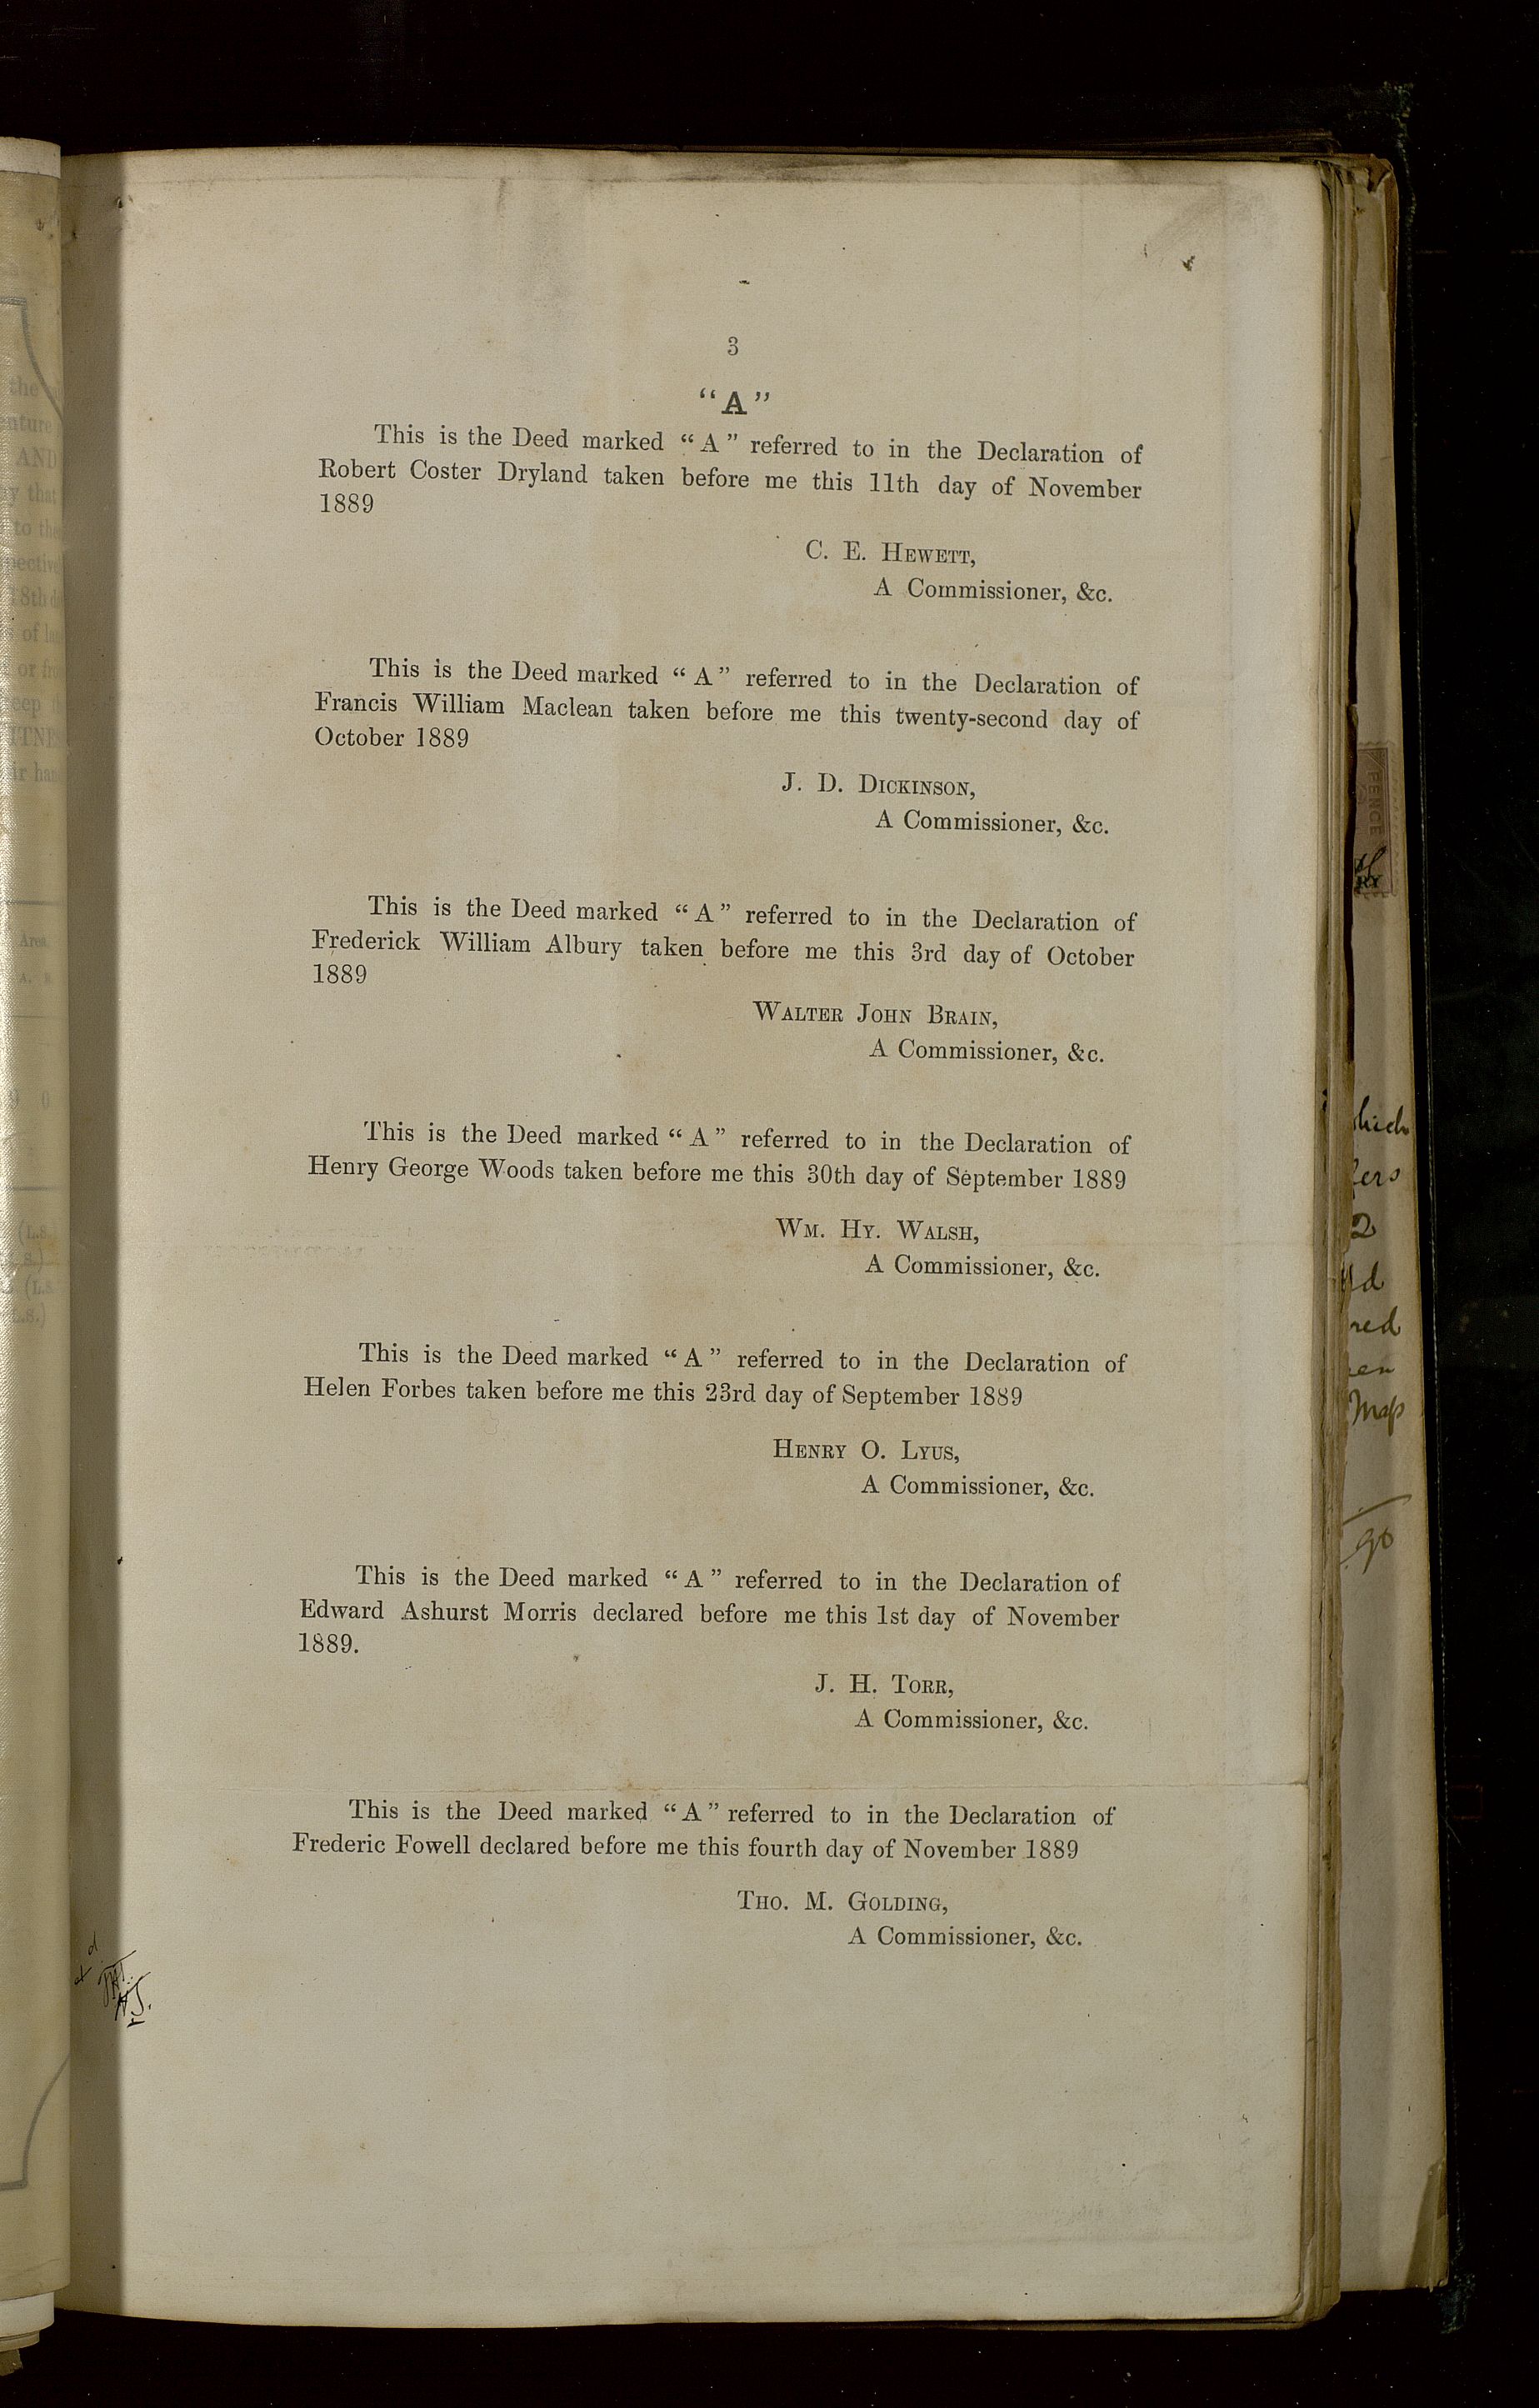 3
“A”
This is the Deed marked “A” referred to in the Declaration of
Robert Coster Dryland taken before me this 11th day of November
1889
C. E. HEWETT,
A Commissioner, &c.
This is the Deed marked “A” referred to in the Declaration of
Francis William Maclean taken before me this twenty-second day of
October 1889
J. D. DICKINSON,
A Commissioner, &c.
This is the Deed marked “A” referred to in the Declaration of
Frederick William Albury taken before me this 3rd day of October
1889
WALTER JOHN BRAIN,
A Commissioner, &c.
This is the Deed marked “A” referred to in the Declaration of
Henry George Woods taken before me this 30th day of September 1889
WM. HY. WALSH,
A Commissioner, &c.
This is the Deed marked “A” referred to in the Declaration of
Helen Forbes taken before me this 23rd day of September 1889
HENRY O. LYUS,
A Commissioner, &c.
This is the Deed marked “A” referred to in the Declaration of
Edward Ashurst Morris declared before me this 1st day of November
1889.
J. H. TORR,
A Commissioner, &c.
This is the Deed marked “A” referred to in the Declaration of
Frederic Fowell declared before me this fourth day of November 1889
THO. M. GOLDING,
A Commissioner, &c.
PENCE
Map
90